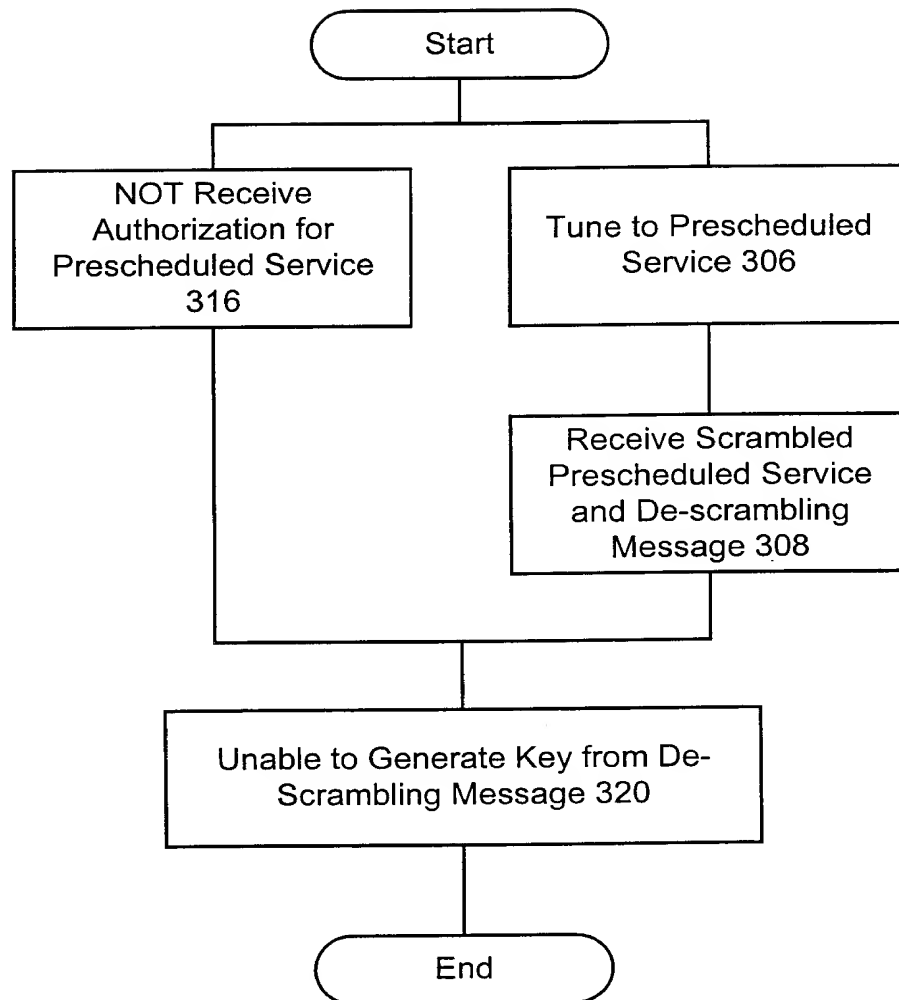 Start
NOT Receive
Authorization for
Prescheduled Service
316
Tune to Prescheduled
Service 306
Receive Scrambled
Prescheduled Service
and De-scrambling
Message 308
Unable to Generate Key from De-
Scrambling Message 320
End